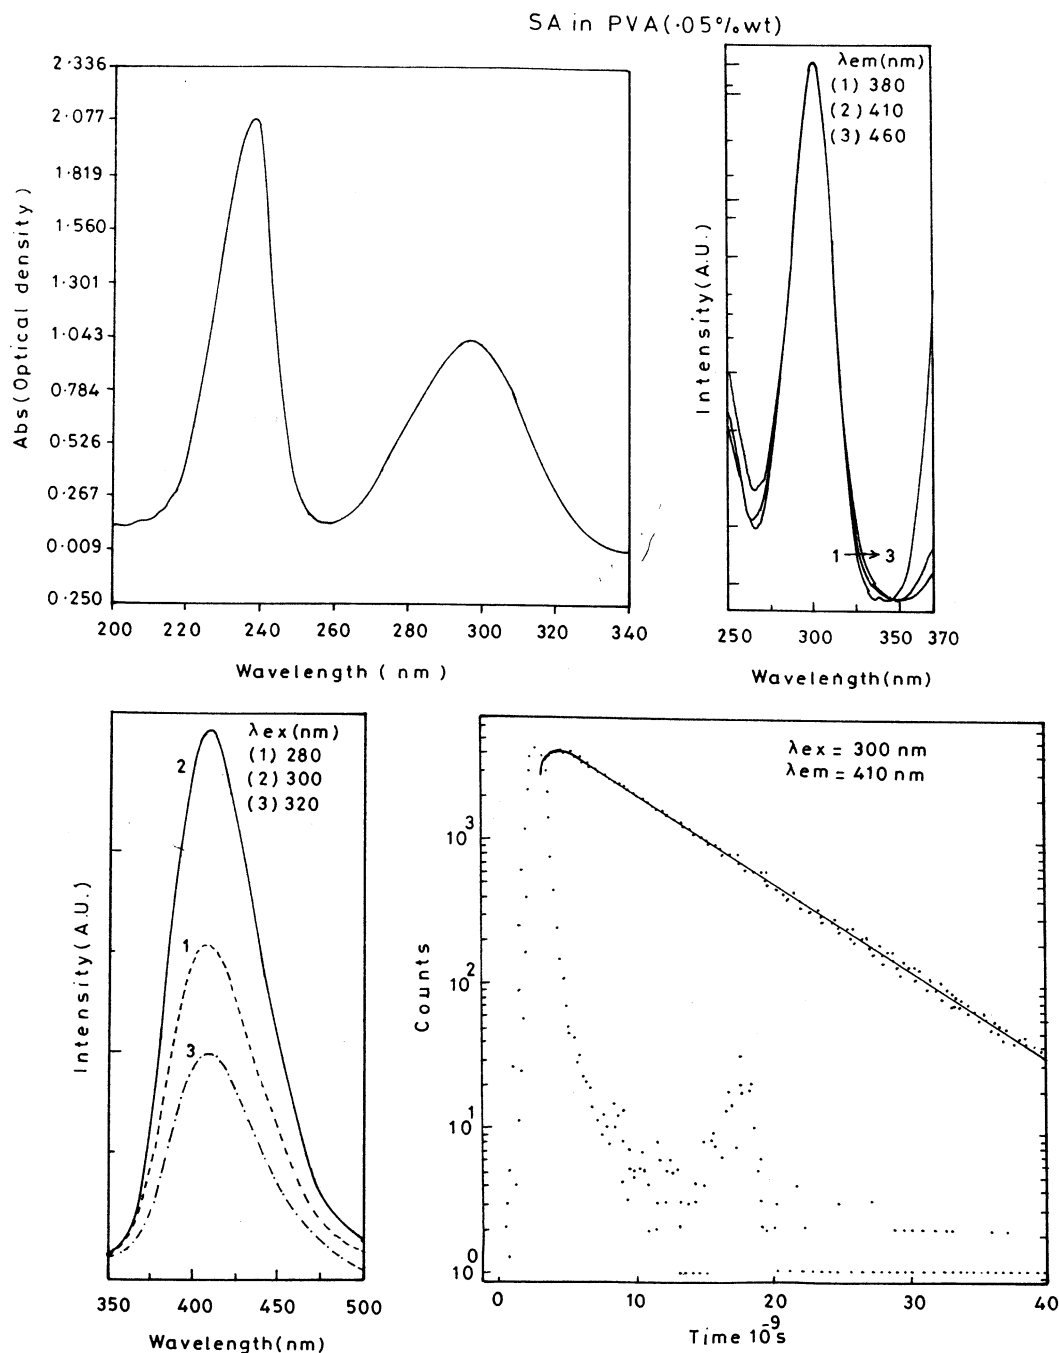 SA in PVA(·05%wt)
Abs(Optical density)
2·336
2·077
1·819
1·560
1·301
1·043
0·784
0·526
0·267
0·009
0·250
200 220 240 260 280 300 320 340
Wavelength ( nm )
λem(nm)
(1) 380
(2) 410
(3) 460
Intensity(A.U.)
1 → 3
250 300 350 370
Wavelength(nm)
λex(nm)
(1) 280
(2) 300
(3) 320
2
1
3
Intensity(A.U.)
350 400 450 500
Wavelength(nm)
λex = 300 nm
λem = 410 nm
Counts
10³
10²
10¹
10⁰
0 10 20 30 40
Time 10⁻⁹s